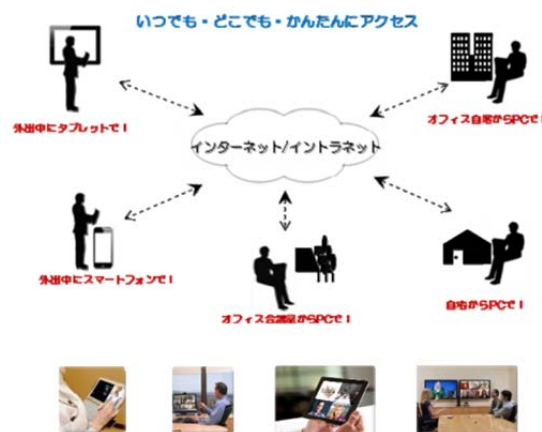 いつでも・どこでも・かんたんにアクセス
外出中にタブレットで！
オフィス自宅からPCで！
インターネット/イントラネット
外出中にスマートフォンで！
自宅からPCで！
オフィス会議室からPCで！